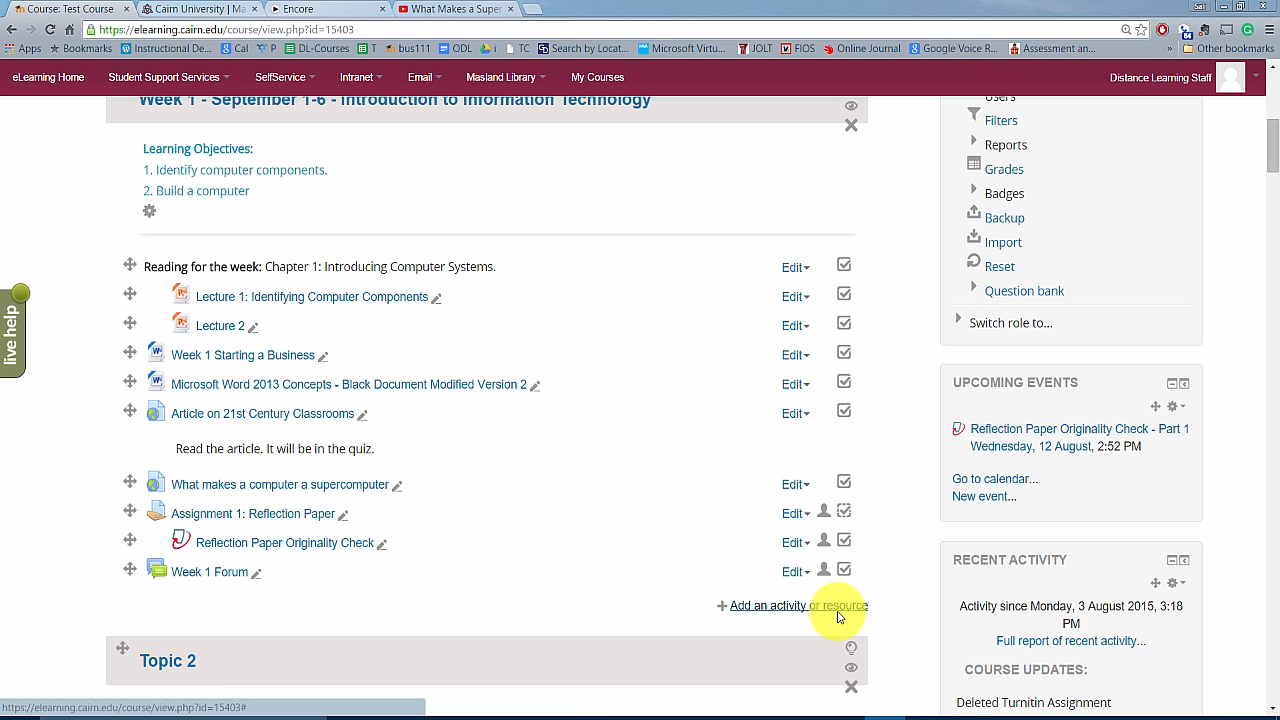 Course: Test Course
Cairn University | Ma
Encore
What Makes a Super
https://elearning.cairn.edu/course/view.php?id=15403
Apps
Bookmarks
Instructional De...
Cal
P
DL-Courses
T
bus111
ODL
i
TC
Search by Locat...
Microsoft Virtu...
JOLT
FIOS
Online Journal
Google Voice R...
Assessment an...
»
Other bookmarks
eLearning Home
Student Support Services
SelfService
Intranet
Email
Masland Library
My Courses
Distance Learning Staff
Week 1 - September 1-6 - Introduction to Information Technology
Learning Objectives:
1. Identify computer components.
2. Build a computer
Reading for the week: Chapter 1: Introducing Computer Systems.
Edit
Lecture 1: Identifying Computer Components
Edit
Lecture 2
Edit
Week 1 Starting a Business
Edit
Microsoft Word 2013 Concepts - Black Document Modified Version 2
Edit
Article on 21st Century Classrooms
Edit
Read the article. It will be in the quiz.
What makes a computer a supercomputer
Edit
Assignment 1: Reflection Paper
Edit
Reflection Paper Originality Check
Edit
Week 1 Forum
Edit
Add an activity or resource
Topic 2
live help
Users
Filters
Reports
Grades
Badges
Backup
Import
Reset
Question bank
Switch role to...
UPCOMING EVENTS
Reflection Paper Originality Check - Part 1
Wednesday, 12 August, 2:52 PM
Go to calendar...
New event...
RECENT ACTIVITY
Activity since Monday, 3 August 2015, 3:18
PM
Full report of recent activity...
COURSE UPDATES:
Deleted Turnitin Assignment
https://elearning.cairn.edu/course/view.php?id=15403#